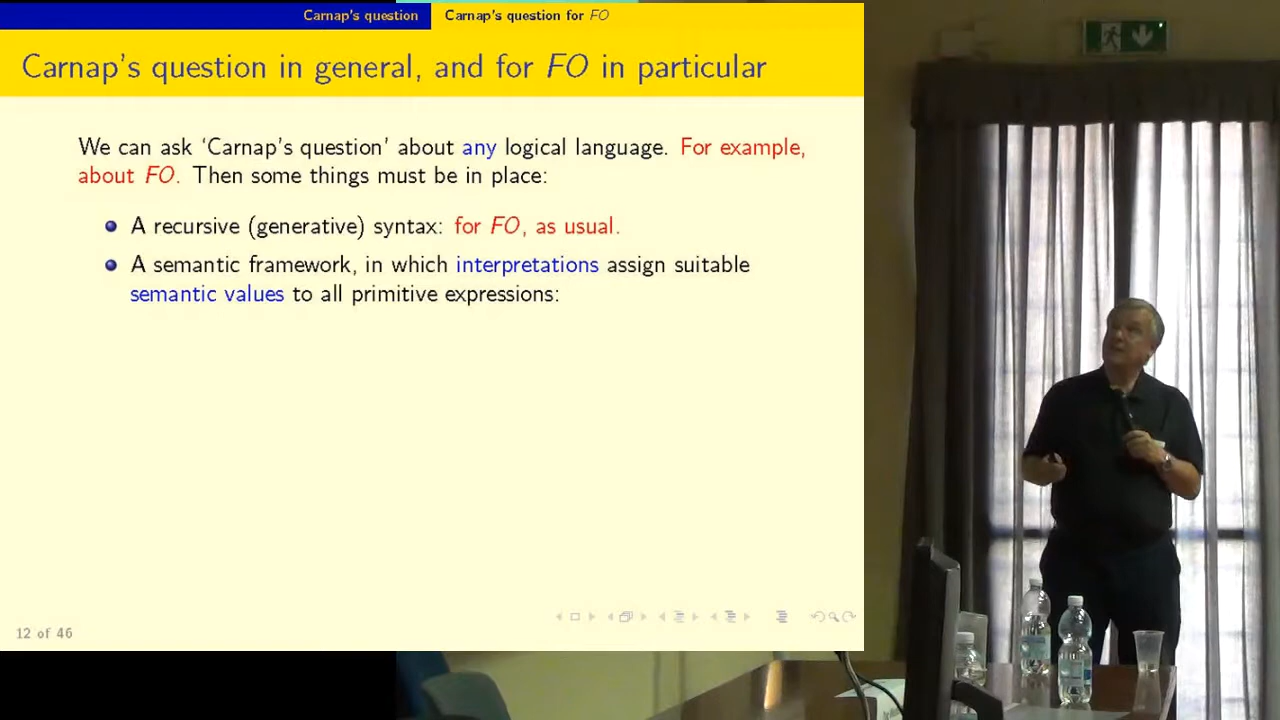 Carnap's question
Carnap's question for FO
Carnap's question in general, and for FO in particular
We can ask ‘Carnap's question’ about any logical language. For example,
about FO. Then some things must be in place:
A recursive (generative) syntax: for FO, as usual.
A semantic framework, in which interpretations assign suitable
semantic values to all primitive expressions:
12 of 46